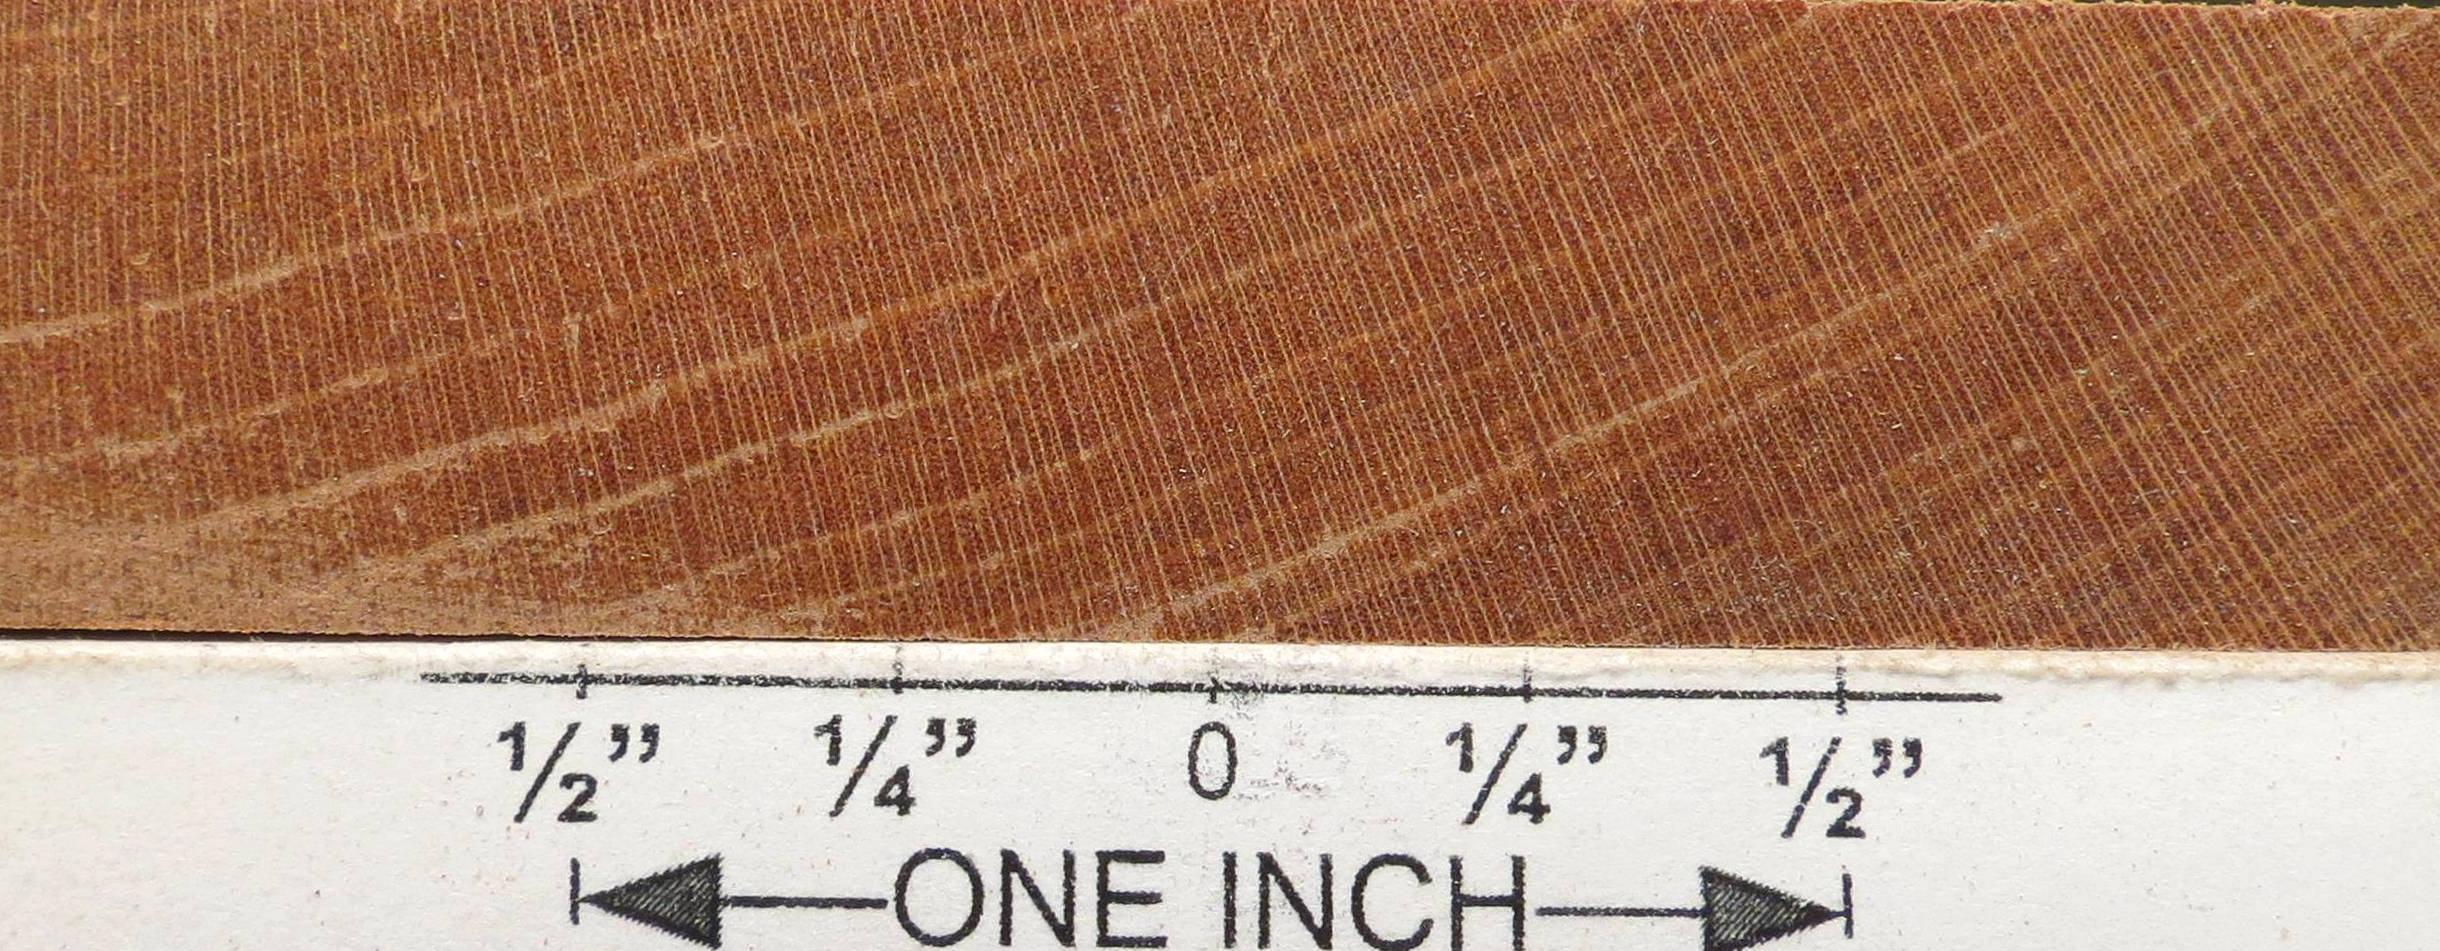 1/2” 1/4” 0 1/4” 1/2”
ONE INCH